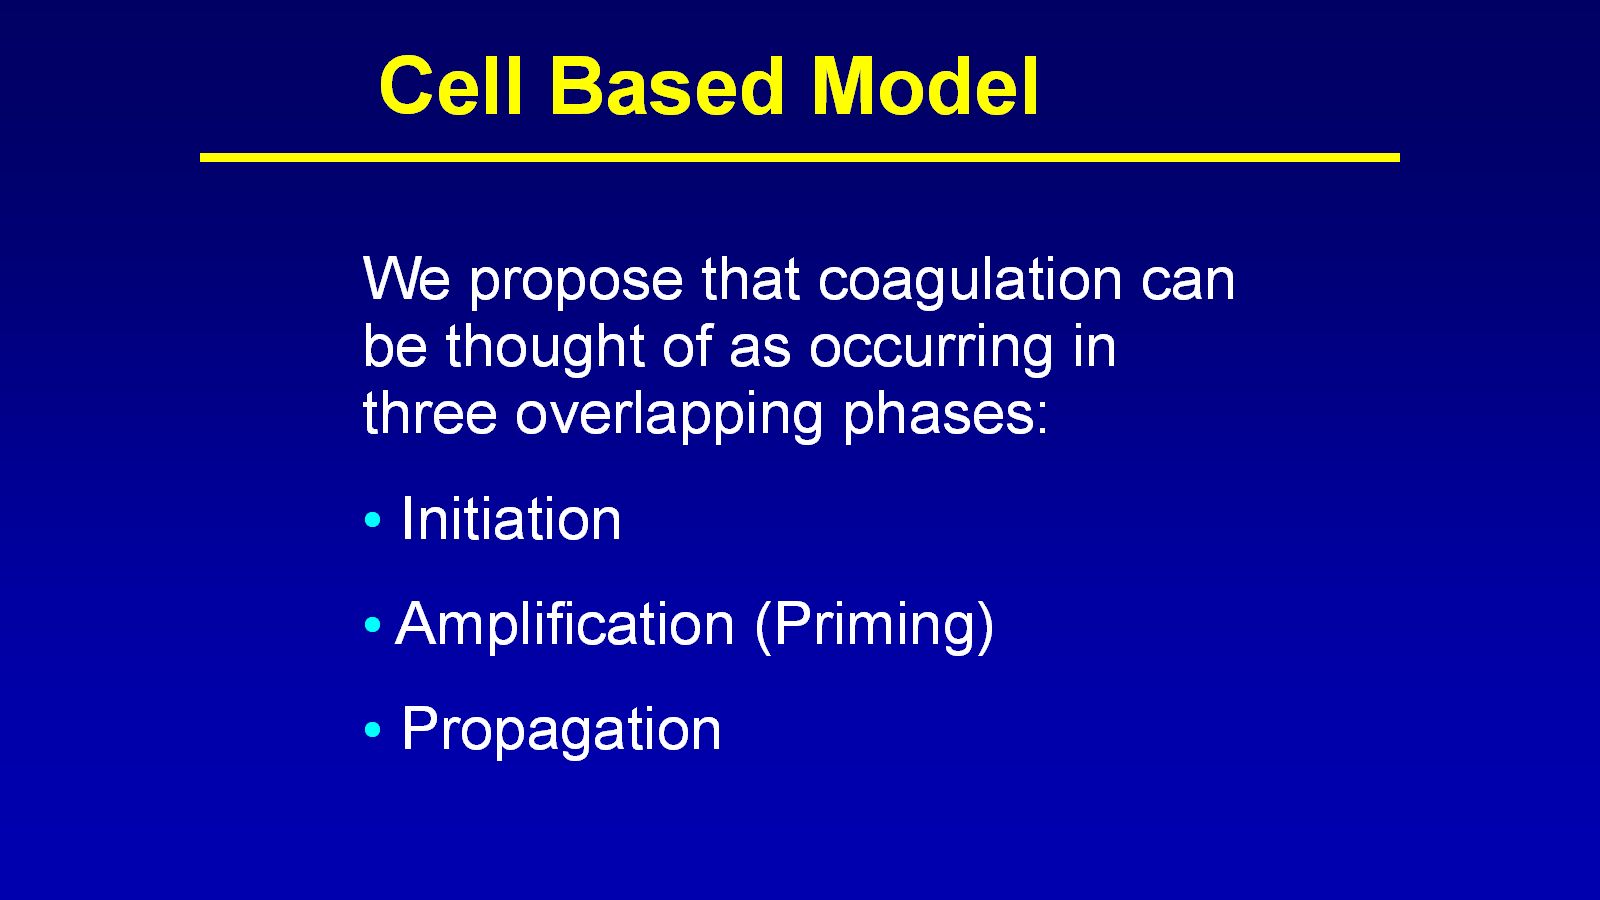 Cell Based Model
We propose that coagulation can
be thought of as occurring in
three overlapping phases:
• Initiation
• Amplification (Priming)
• Propagation